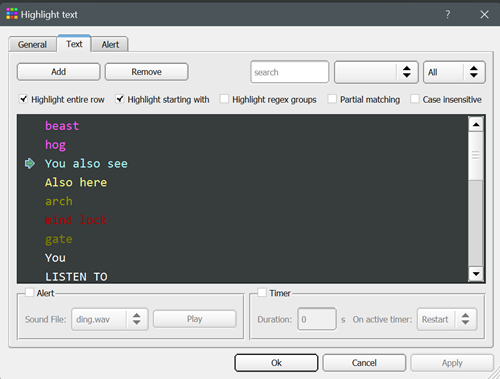 Highlight text
General Text Alert
Add Remove search All
Highlight entire row Highlight starting with Highlight regex groups Partial matching Case insensitive
beast
hog
You also see
Also here
arch
mind lock
gate
You
LISTEN TO
Alert Timer
Sound File: ding.wav Play Duration: 0 s On active timer: Restart
Ok Cancel Apply